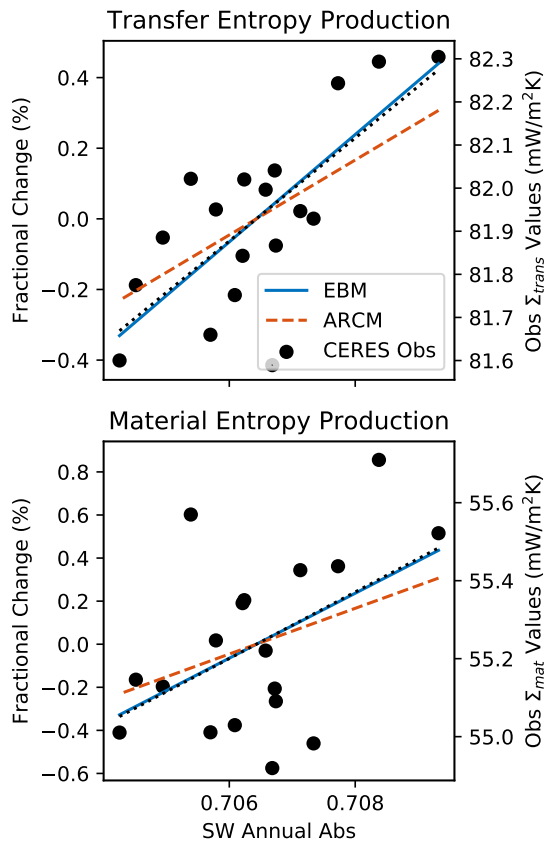 Transfer Entropy Production
Fractional Change (%)
0.4
0.2
0.0
−0.2
−0.4
82.3
82.2
82.1
82.0
81.9
81.8
81.7
81.6
Obs Σtrans Values (mW/m²K)
EBM
ARCM
CERES Obs
Material Entropy Production
Fractional Change (%)
0.8
0.6
0.4
0.2
0.0
−0.2
−0.4
−0.6
55.6
55.4
55.2
55.0
Obs Σmat Values (mW/m²K)
0.706
0.708
SW Annual Abs